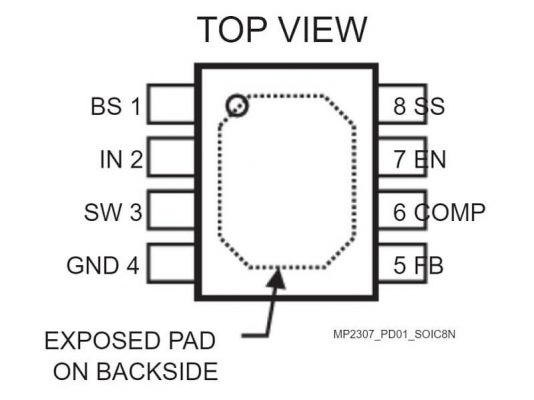 TOP VIEW
BS 1
8 SS
IN 2
7 EN
SW 3
6 COMP
GND 4
5 FB
EXPOSED PAD
ON BACKSIDE
MP2307_PD01_SOIC8N